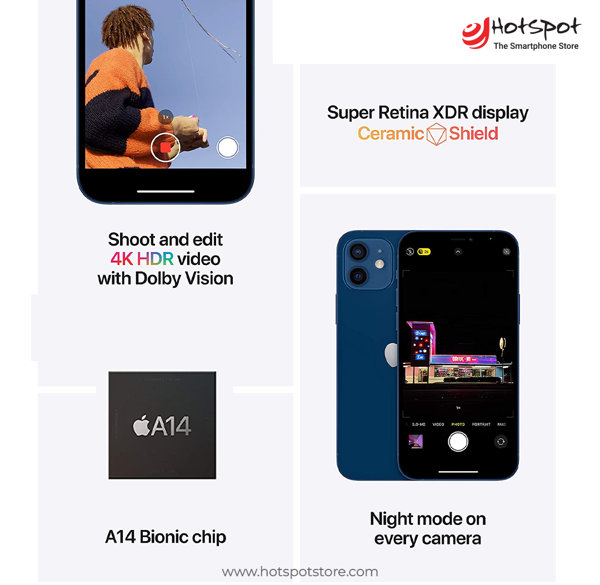 Hotspot
The Smartphone Store
1x
Shoot and edit
4K HDR video
with Dolby Vision
Super Retina XDR display
Ceramic Shield
A14
A14 Bionic chip
1x
SLO-MO VIDEO PHOTO PORTRAIT PANO
Night mode on
every camera
www.hotspotstore.com